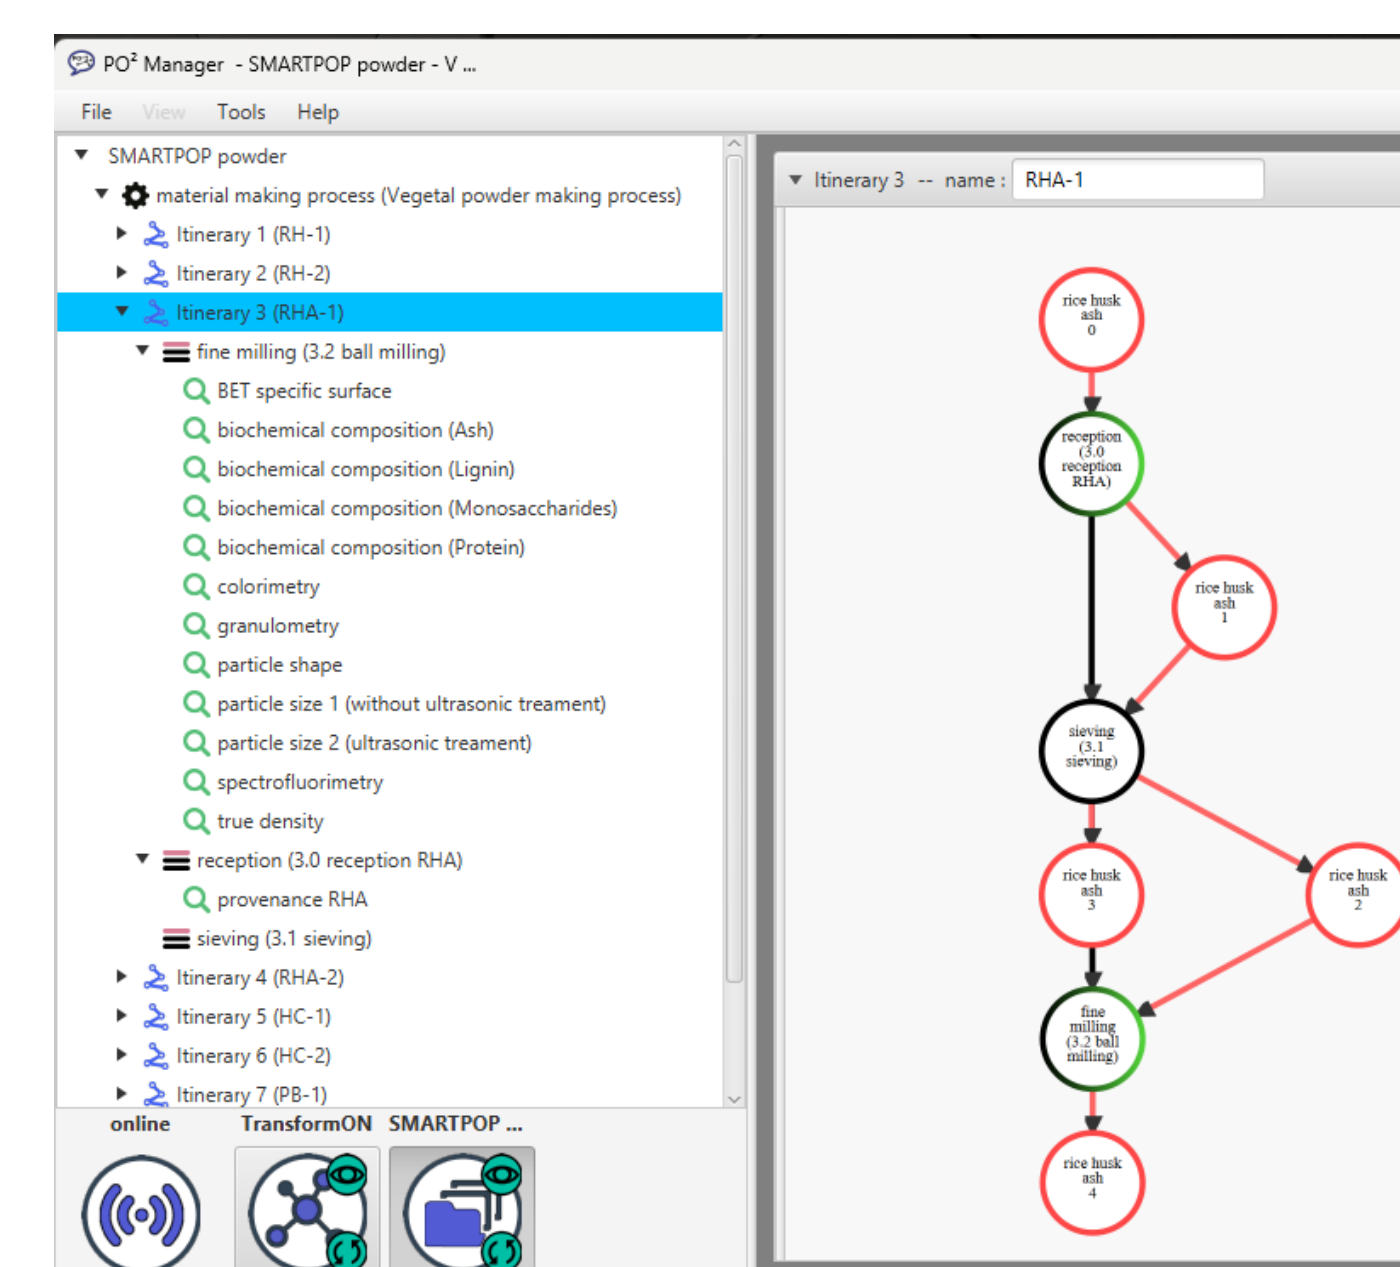 PO² Manager - SMARTPOP powder - V ...
File View Tools Help
SMARTPOP powder
material making process (Vegetal powder making process)
Itinerary 1 (RH-1)
Itinerary 2 (RH-2)
Itinerary 3 (RHA-1)
fine milling (3.2 ball milling)
BET specific surface
biochemical composition (Ash)
biochemical composition (Lignin)
biochemical composition (Monosaccharides)
biochemical composition (Protein)
colorimetry
granulometry
particle shape
particle size 1 (without ultrasonic treament)
particle size 2 (ultrasonic treament)
spectrofluorimetry
true density
reception (3.0 reception RHA)
provenance RHA
sieving (3.1 sieving)
Itinerary 4 (RHA-2)
Itinerary 5 (HC-1)
Itinerary 6 (HC-2)
Itinerary 7 (PB-1)
online
TransformON
SMARTPOP ...
Itinerary 3 -- name : RHA-1
rice husk
ash
0
reception
(3.0
reception
RHA)
rice husk
ash
1
sieving
(3.1
sieving)
rice husk
ash
3
rice husk
ash
2
fine
milling
(3.2 ball
milling)
rice husk
ash
4